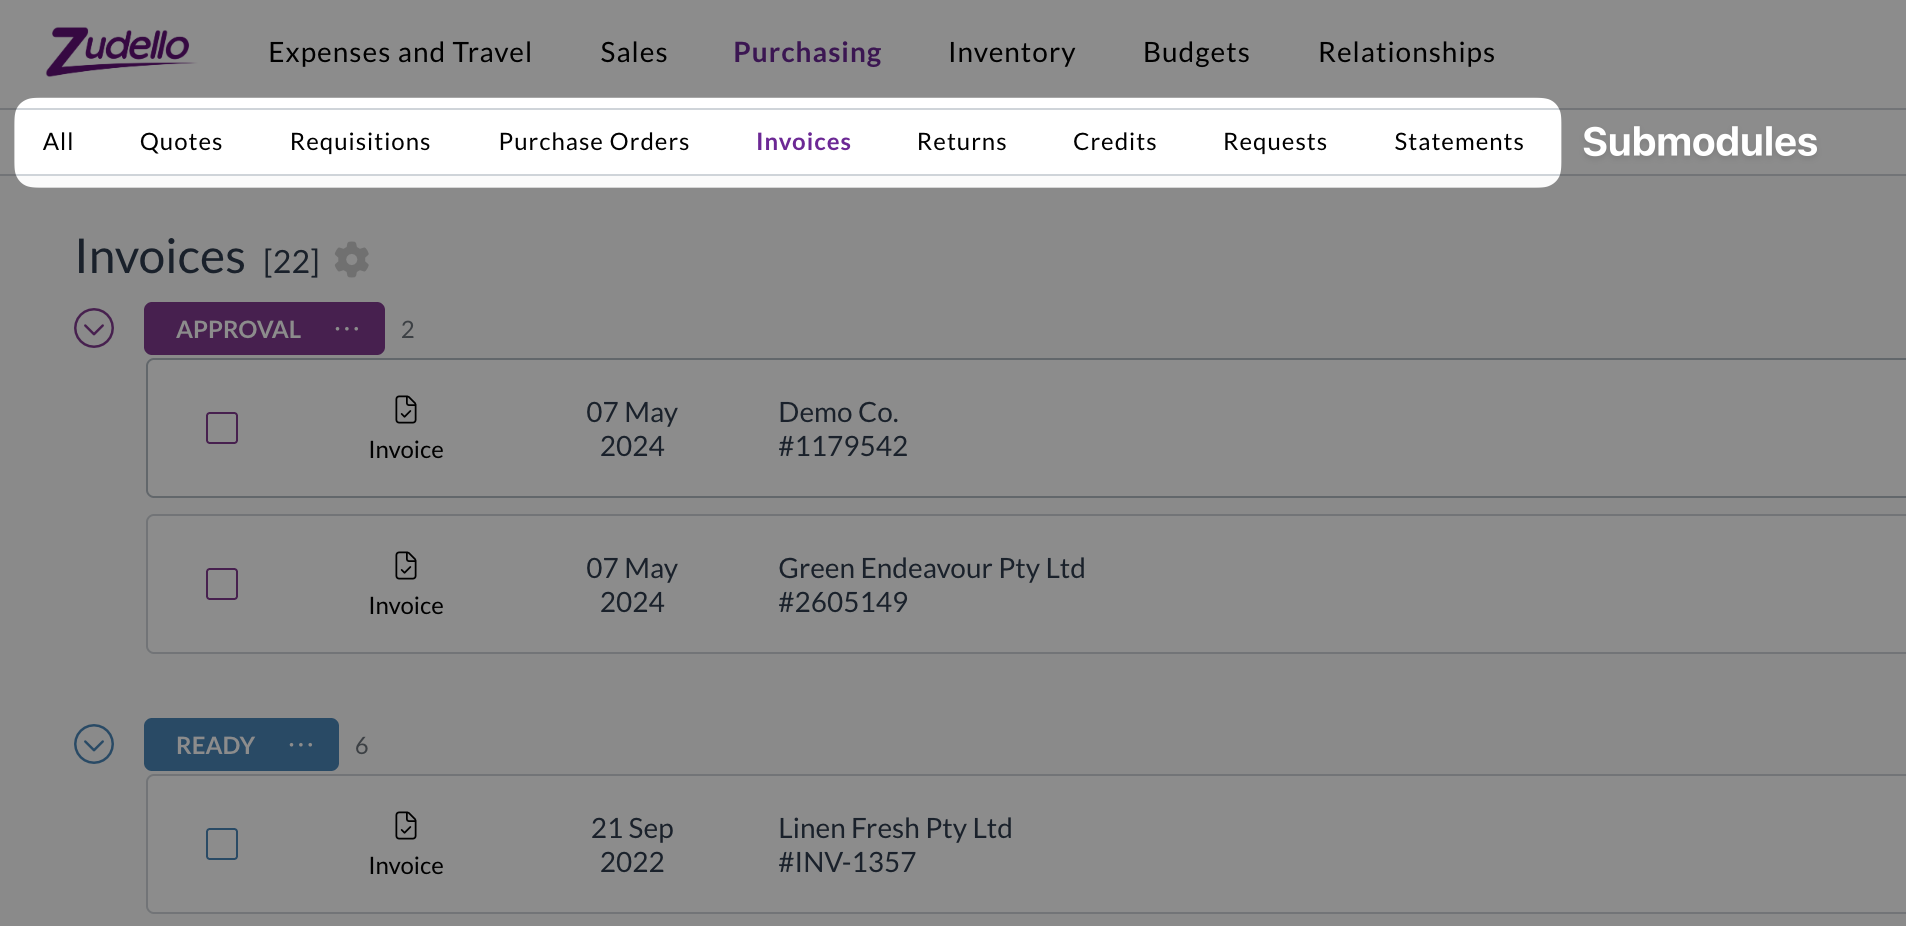 Zudello Expenses and Travel Sales Purchasing Inventory Budgets Relationships
All Quotes Requisitions Purchase Orders Invoices Returns Credits Requests Statements Submodules
Invoices [22]
APPROVAL ... 2
Invoice
07 May
2024
Demo Co.
#1179542
Invoice
07 May
2024
Green Endeavour Pty Ltd
#2605149
READY ... 6
Invoice
21 Sep
2022
Linen Fresh Pty Ltd
#INV-1357